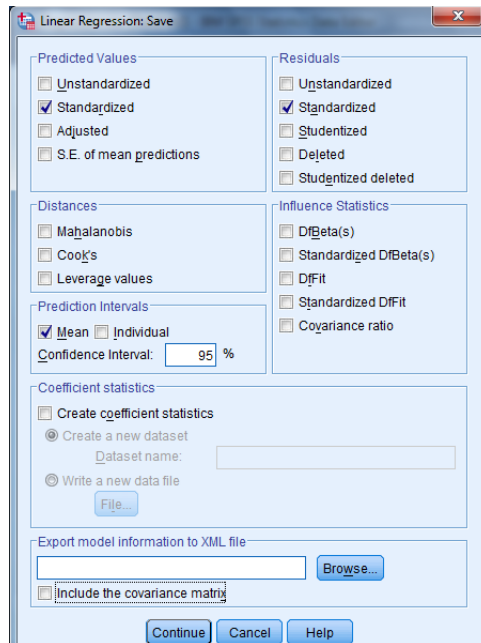 Linear Regression: Save
Predicted Values
Unstandardized
Standardized
Adjusted
S.E. of mean predictions
Residuals
Unstandardized
Standardized
Studentized
Deleted
Studentized deleted
Distances
Mahalanobis
Cook's
Leverage values
Influence Statistics
DfBeta(s)
Standardized DfBeta(s)
DfFit
Standardized DfFit
Covariance ratio
Prediction Intervals
Mean Individual
Confidence Interval: 95 %
Coefficient statistics
Create coefficient statistics
Create a new dataset
Dataset name:
Write a new data file
File...
Export model information to XML file
Browse...
Include the covariance matrix
Continue Cancel Help